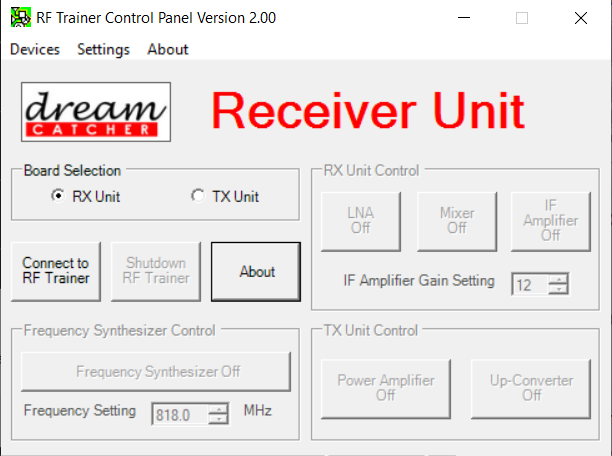 RF Trainer Control Panel Version 2.00
Devices Settings About
dream
CATCHER
Receiver Unit
Board Selection
RX Unit TX Unit
Connect to
RF Trainer
Shutdown
RF Trainer
About
RX Unit Control
LNA
Off
Mixer
Off
IF
Amplifier
Off
IF Amplifier Gain Setting 12
Frequency Synthesizer Control
Frequency Synthesizer Off
Frequency Setting 818.0 MHz
TX Unit Control
Power Amplifier
Off
Up-Converter
Off